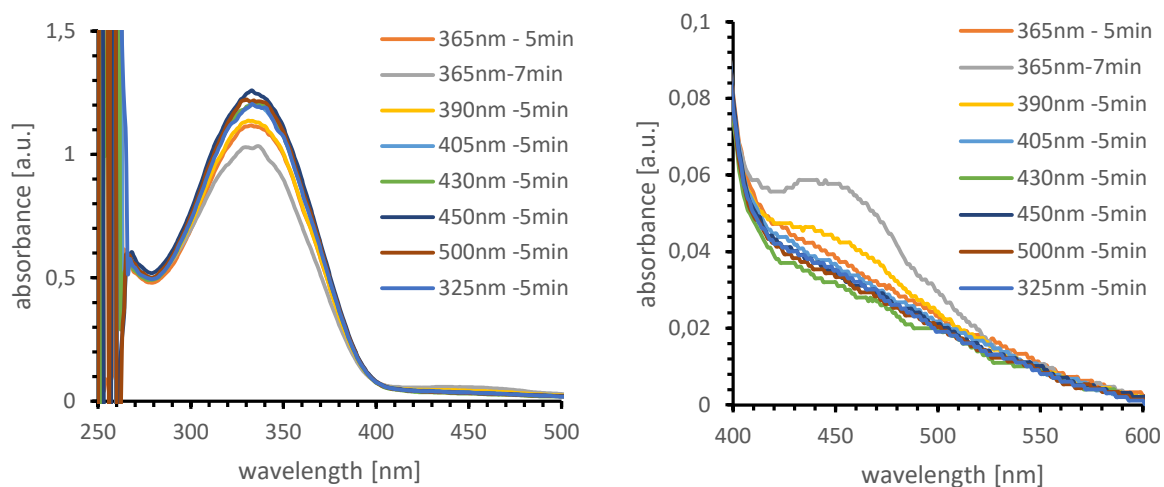 1,5
1
0,5
0
250
300
350
400
450
500
absorbance [a.u.]
wavelength [nm]
365nm - 5min
365nm-7min
390nm -5min
405nm -5min
430nm -5min
450nm -5min
500nm -5min
325nm -5min
0,1
0,08
0,06
0,04
0,02
0
400
450
500
550
600
absorbance [a.u.]
wavelength [nm]
365nm - 5min
365nm-7min
390nm -5min
405nm -5min
430nm -5min
450nm -5min
500nm -5min
325nm -5min